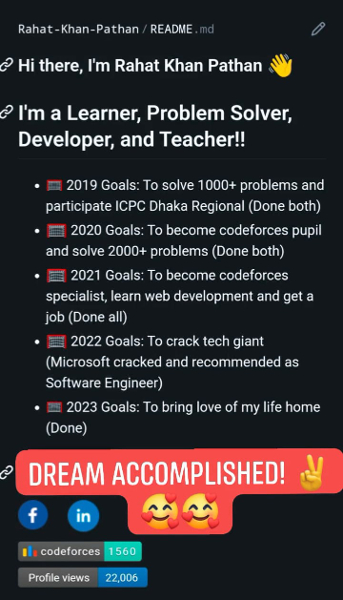 Rahat-Khan-Pathan / README.md
Hi there, I'm Rahat Khan Pathan 👋
I'm a Learner, Problem Solver,
Developer, and Teacher!!
• 🥅 2019 Goals: To solve 1000+ problems and
participate ICPC Dhaka Regional (Done both)
• 🥅 2020 Goals: To become codeforces pupil
and solve 2000+ problems (Done both)
• 🥅 2021 Goals: To become codeforces
specialist, learn web development and get a
job (Done all)
• 🥅 2022 Goals: To crack tech giant
(Microsoft cracked and recommended as
Software Engineer)
• 🥅 2023 Goals: To bring love of my life home
(Done)
DREAM ACCOMPLISHED! ✌️
🥰🥰
f in
codeforces 1560
Profile views 22,006